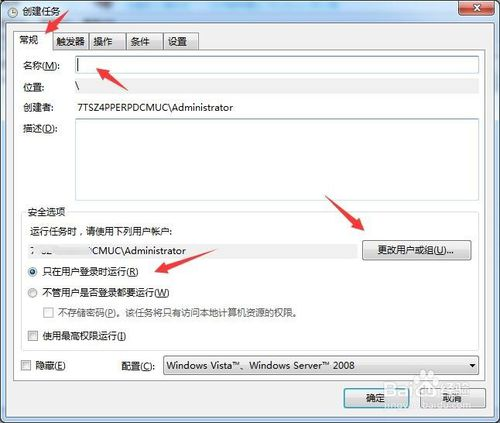 创建任务
常规 触发器 操作 条件 设置
名称(M):
位置: \
创建者: 7TSZ4PPERPDCMUC\Administrator
描述(D):
安全选项
运行任务时，请使用下列用户帐户:
CMUC\Administrator
更改用户或组(U)...
只在用户登录时运行(R)
不管用户是否登录都要运行(W)
不存储密码(P)。该任务将只有访问本地计算机资源的权限。
使用最高权限运行(I)
隐藏(E) 配置(C): Windows Vista™、Windows Server™ 2008
确定 取消
Bai 经验